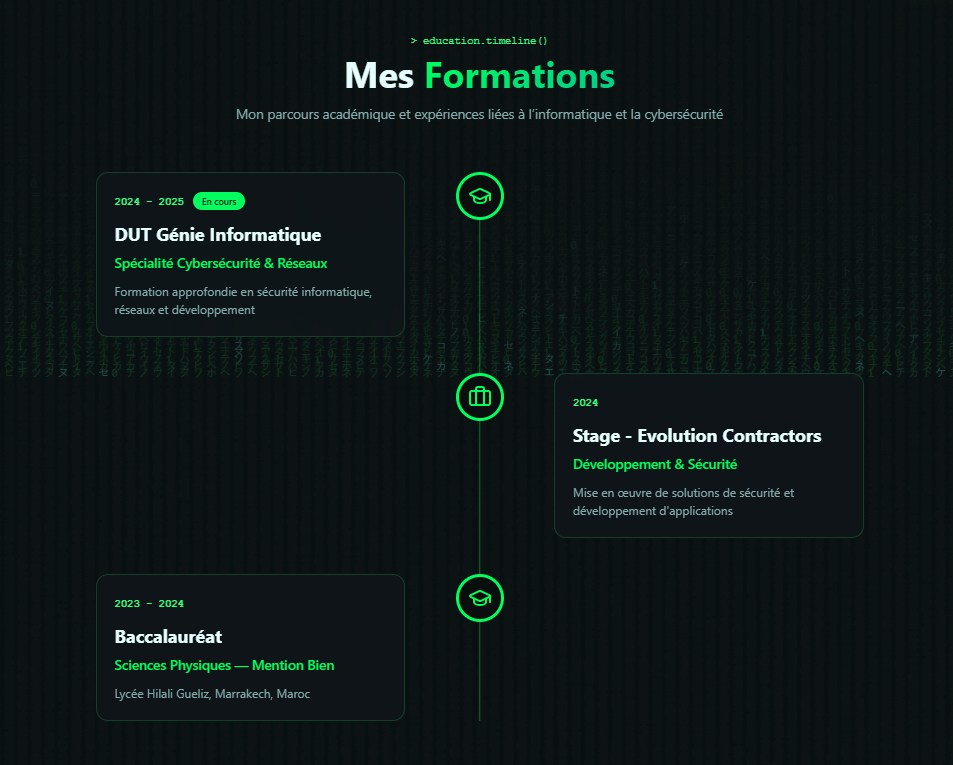 > education.timeline()
Mes Formations
Mon parcours académique et expériences liées à l'informatique et la cybersécurité
2024 - 2025 En cours
DUT Génie Informatique
Spécialité Cybersécurité & Réseaux
Formation approfondie en sécurité informatique,
réseaux et développement
2024
Stage - Evolution Contractors
Développement & Sécurité
Mise en œuvre de solutions de sécurité et
développement d'applications
2023 - 2024
Baccalauréat
Sciences Physiques — Mention Bien
Lycée Hilali Gueliz, Marrakech, Maroc